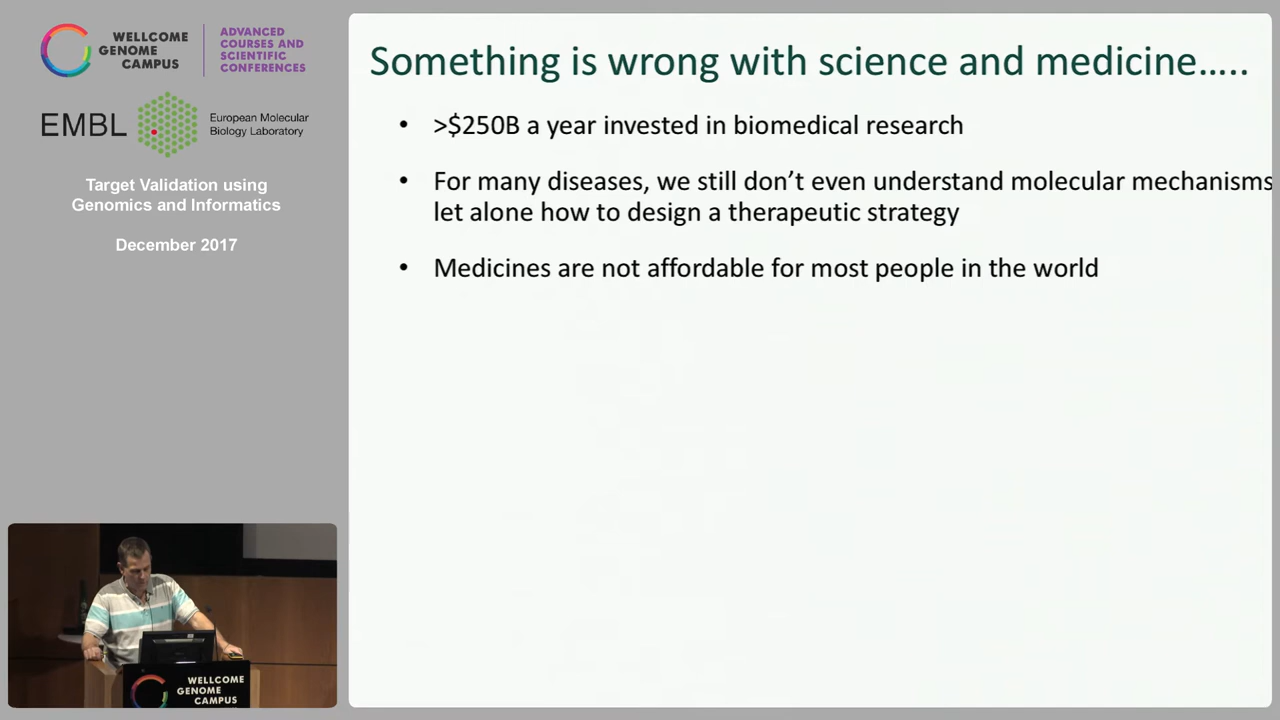 WELLCOME
GENOME
CAMPUS
ADVANCED
COURSES AND
SCIENTIFIC
CONFERENCES
EMBL
European Molecular
Biology Laboratory
Target Validation using
Genomics and Informatics
December 2017
Something is wrong with science and medicine…..
• >$250B a year invested in biomedical research
• For many diseases, we still don’t even understand molecular mechanisms
let alone how to design a therapeutic strategy
• Medicines are not affordable for most people in the world
WELLCOME
GENOME
CAMPUS